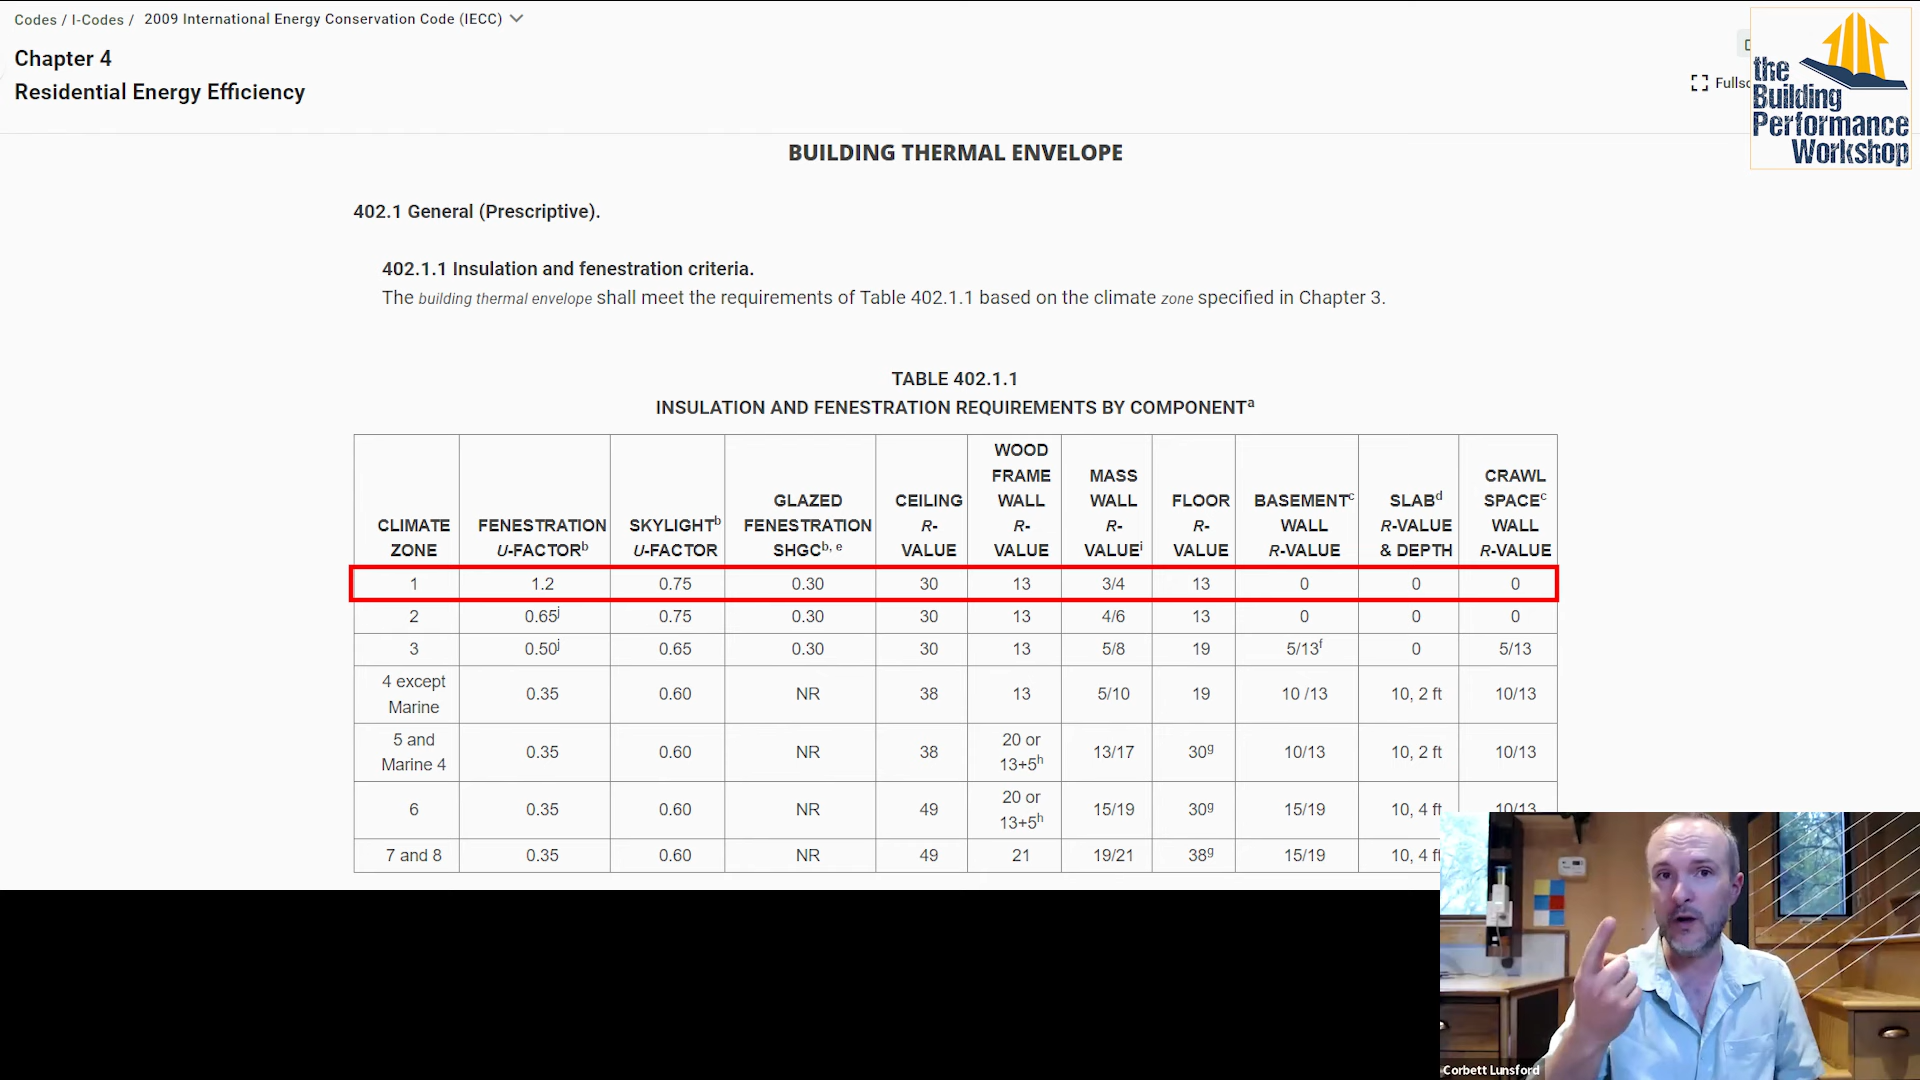 Codes / I-Codes / 2009 International Energy Conservation Code (IECC)
Chapter 4
Residential Energy Efficiency
the
Building
Performance
Workshop
BUILDING THERMAL ENVELOPE
402.1 General (Prescriptive).
402.1.1 Insulation and fenestration criteria.
The building thermal envelope shall meet the requirements of Table 402.1.1 based on the climate zone specified in Chapter 3.
TABLE 402.1.1
INSULATION AND FENESTRATION REQUIREMENTS BY COMPONENTa
CLIMATE ZONE FENESTRATION U-FACTORb SKYLIGHTb U-FACTOR GLAZED FENESTRATION SHGCb, e CEILING R-VALUE WOOD FRAME WALL R-VALUE MASS WALL R-VALUEi FLOOR R-VALUE BASEMENTc WALL R-VALUE SLABd R-VALUE & DEPTH CRAWL SPACEc WALL R-VALUE
1 1.2 0.75 0.30 30 13 3/4 13 0 0 0
2 0.65j 0.75 0.30 30 13 4/6 13 0 0 0
3 0.50j 0.65 0.30 30 13 5/8 19 5/13f 0 5/13
4 except Marine 0.35 0.60 NR 38 13 5/10 19 10 /13 10, 2 ft 10/13
5 and Marine 4 0.35 0.60 NR 38 20 or 13+5h 13/17 30g 10/13 10, 2 ft 10/13
6 0.35 0.60 NR 49 20 or 13+5h 15/19 30g 15/19 10, 4 ft 10/13
7 and 8 0.35 0.60 NR 49 21 19/21 38g 15/19 10, 4
Corbett Lunsford